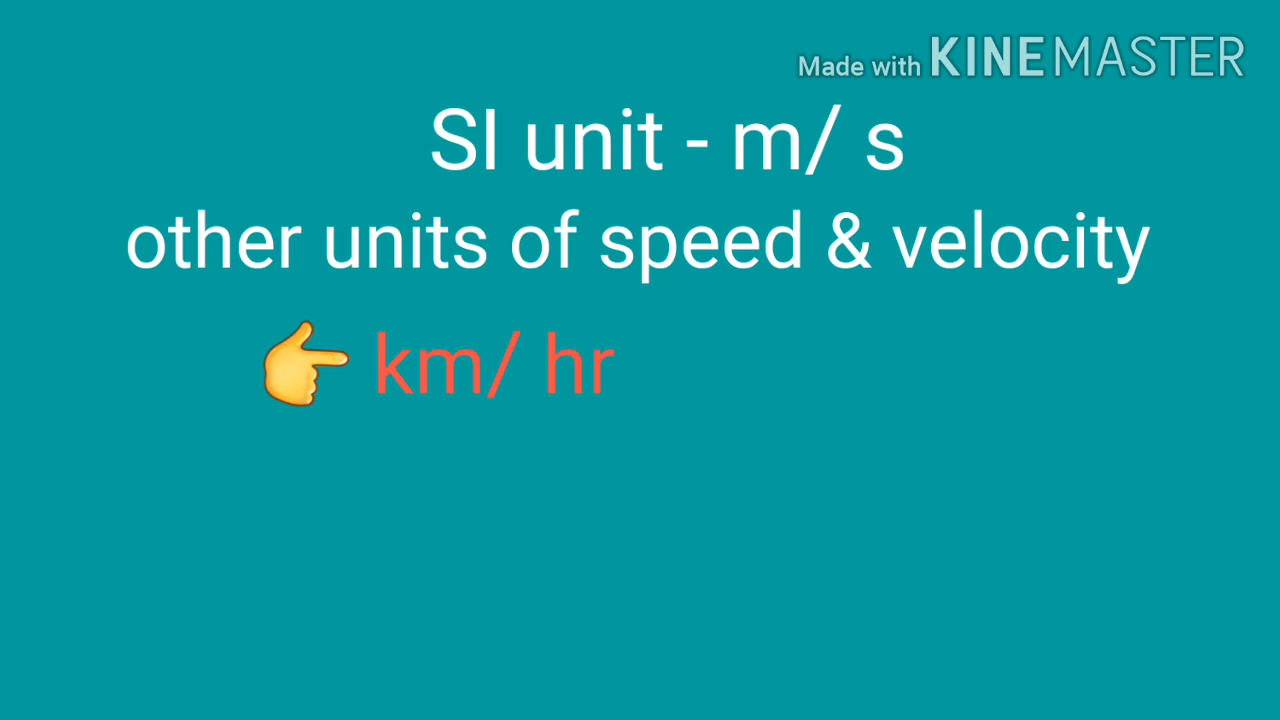 Made with KINEMASTER
SI unit - m/ s
other units of speed & velocity
👉 km/ hr